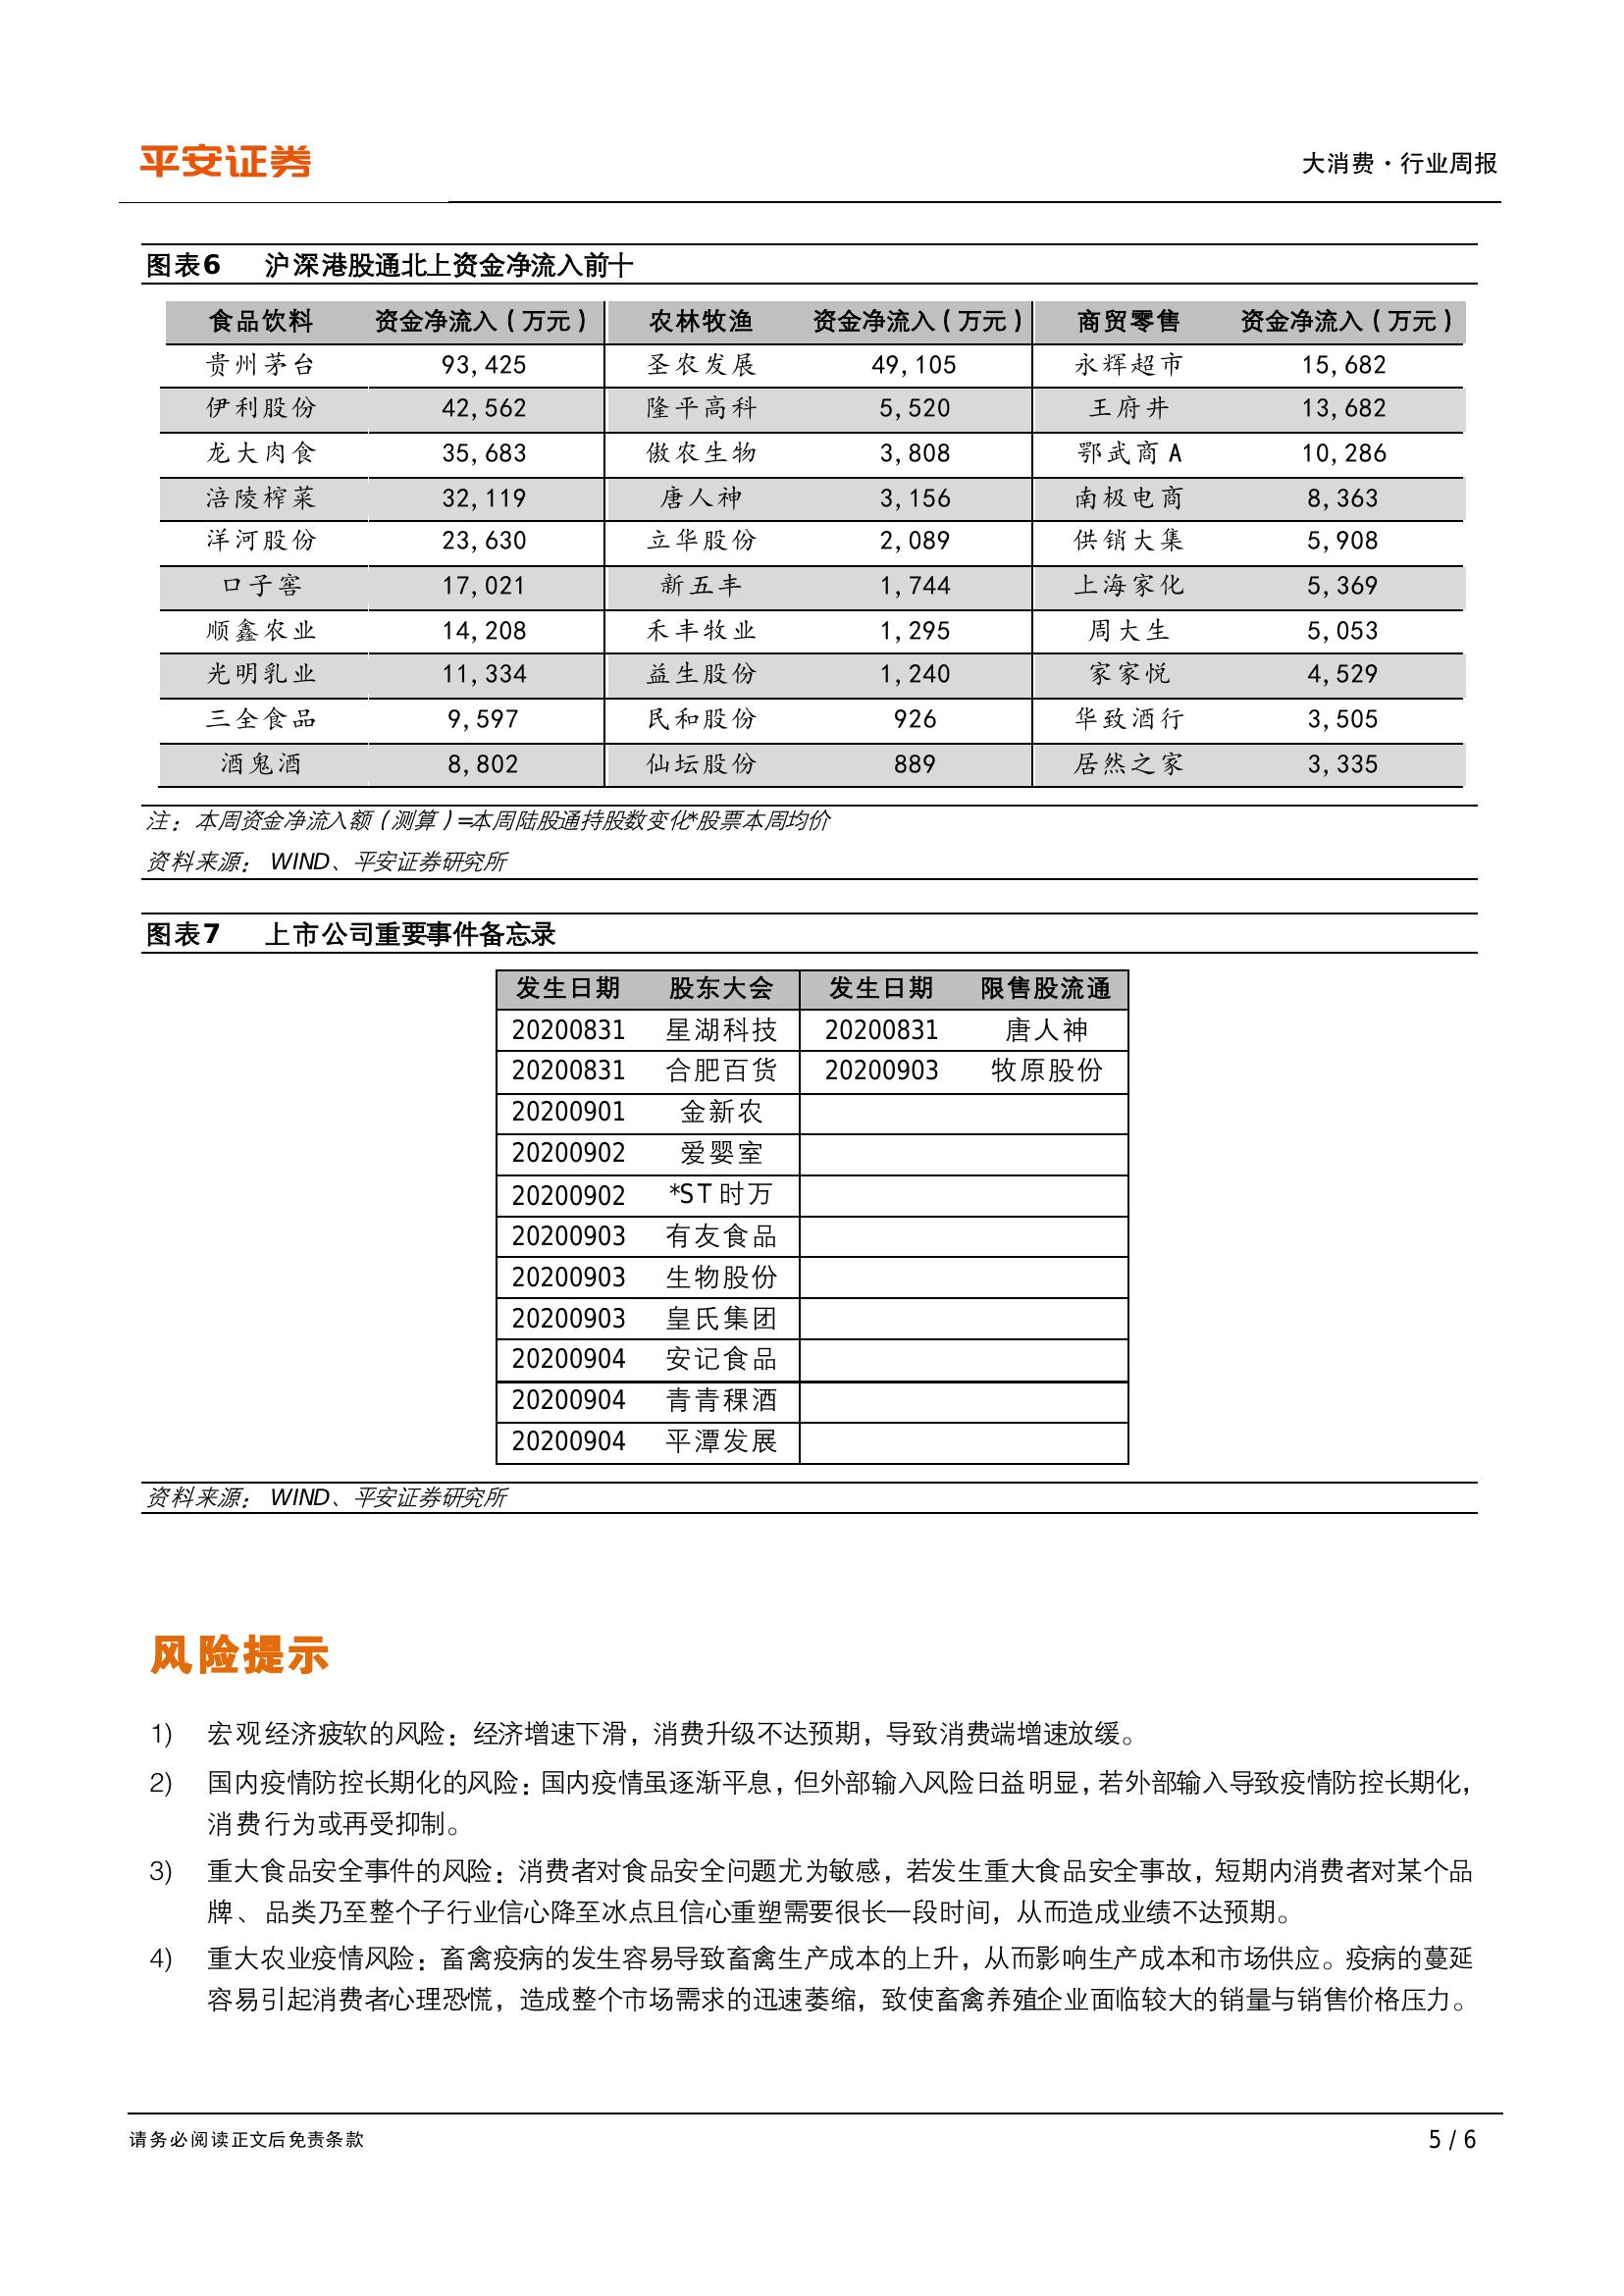 平安证券
大消费·行业周报
图表6 沪深港股通北上资金净流入前十
食品饮料 资金净流入（万元） 农林牧渔 资金净流入（万元） 商贸零售 资金净流入（万元）
贵州茅台 93,425 圣农发展 49,105 永辉超市 15,682
伊利股份 42,562 隆平高科 5,520 王府井 13,682
龙大肉食 35,683 傲农生物 3,808 鄂武商A 10,286
涪陵榨菜 32,119 唐人神 3,156 南极电商 8,363
洋河股份 23,630 立华股份 2,089 供销大集 5,908
口子窖 17,021 新五丰 1,744 上海家化 5,369
顺鑫农业 14,208 禾丰牧业 1,295 周大生 5,053
光明乳业 11,334 益生股份 1,240 家家悦 4,529
三全食品 9,597 民和股份 926 华致酒行 3,505
酒鬼酒 8,802 仙坛股份 889 居然之家 3,335
注：本周资金净流入额（测算）=本周陆股通持股数变化*股票本周均价
资料来源：WIND、平安证券研究所
图表7 上市公司重要事件备忘录
发生日期 股东大会 发生日期 限售股流通
20200831 星湖科技 20200831 唐人神
20200831 合肥百货 20200903 牧原股份
20200901 金新农
20200902 爱婴室
20200902 *ST时万
20200903 有友食品
20200903 生物股份
20200903 皇氏集团
20200904 安记食品
20200904 青青稞酒
20200904 平潭发展
资料来源：WIND、平安证券研究所
风险提示
1) 宏观经济疲软的风险：经济增速下滑，消费升级不达预期，导致消费端增速放缓。
2) 国内疫情防控长期化的风险：国内疫情虽逐渐平息，但外部输入风险日益明显，若外部输入导致疫情防控长期化，
消费行为或再受抑制。
3) 重大食品安全事件的风险：消费者对食品安全问题尤为敏感，若发生重大食品安全事故，短期内消费者对某个品
牌、品类乃至整个子行业信心降至冰点且信心重塑需要很长一段时间，从而造成业绩不达预期。
4) 重大农业疫情风险：畜禽疫病的发生容易导致畜禽生产成本的上升，从而影响生产成本和市场供应。疫病的蔓延
容易引起消费者心理恐慌，造成整个市场需求的迅速萎缩，致使畜禽养殖企业面临较大的销量与销售价格压力。
请务必阅读正文后免责条款
5 / 6